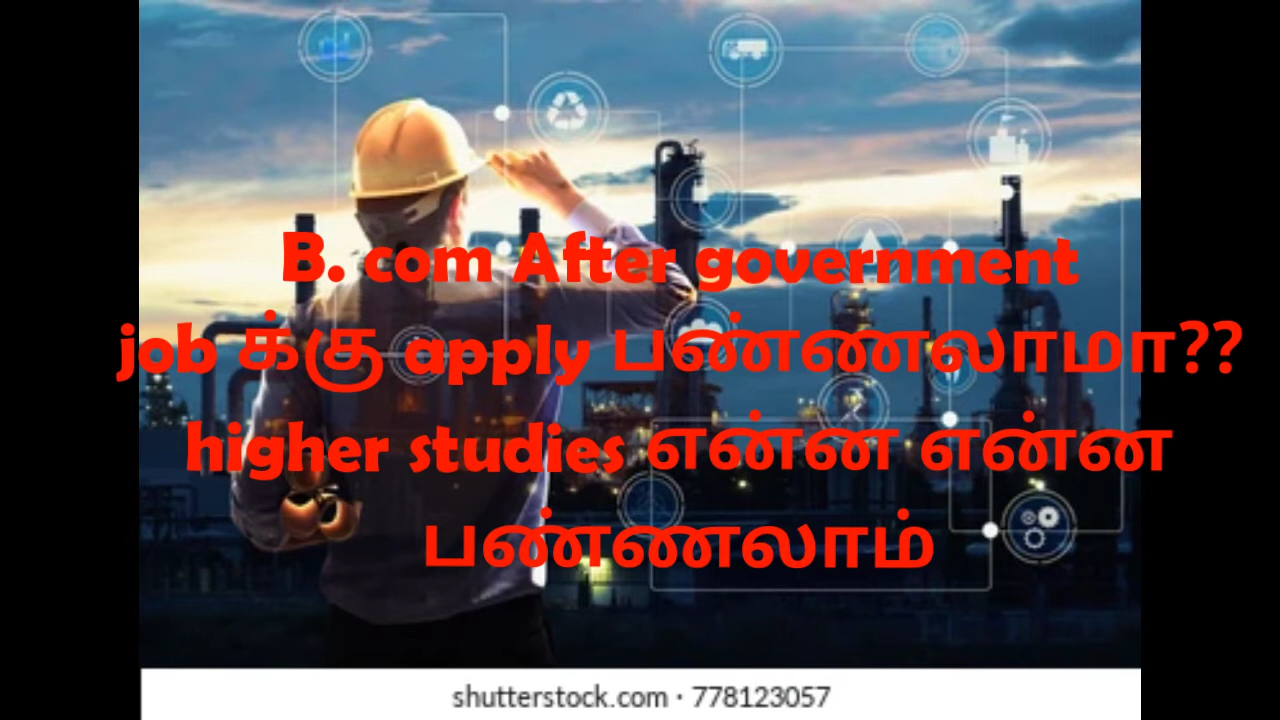 B. com After government
job க்கு apply பண்ணலாமா??
higher studies என்ன என்ன
பண்ணலாம்
shutterstock.com · 778123057